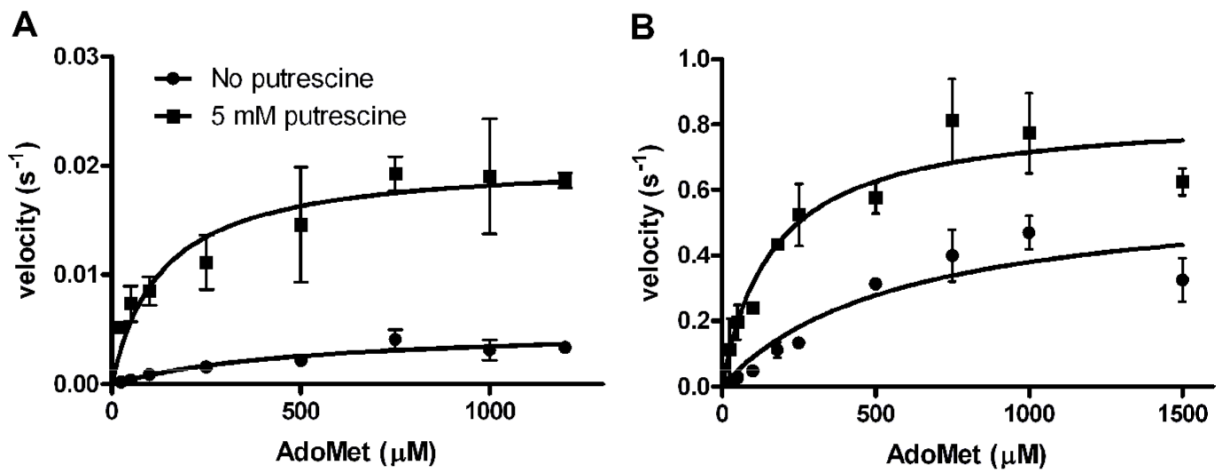 A
B
0.03
0.02
0.01
0.00
velocity (s⁻¹)
No putrescine
5 mM putrescine
0
500
1000
AdoMet (µM)
1.0
0.8
0.6
0.4
0.2
0.0
velocity (s⁻¹)
0
500
1000
1500
AdoMet (µM)